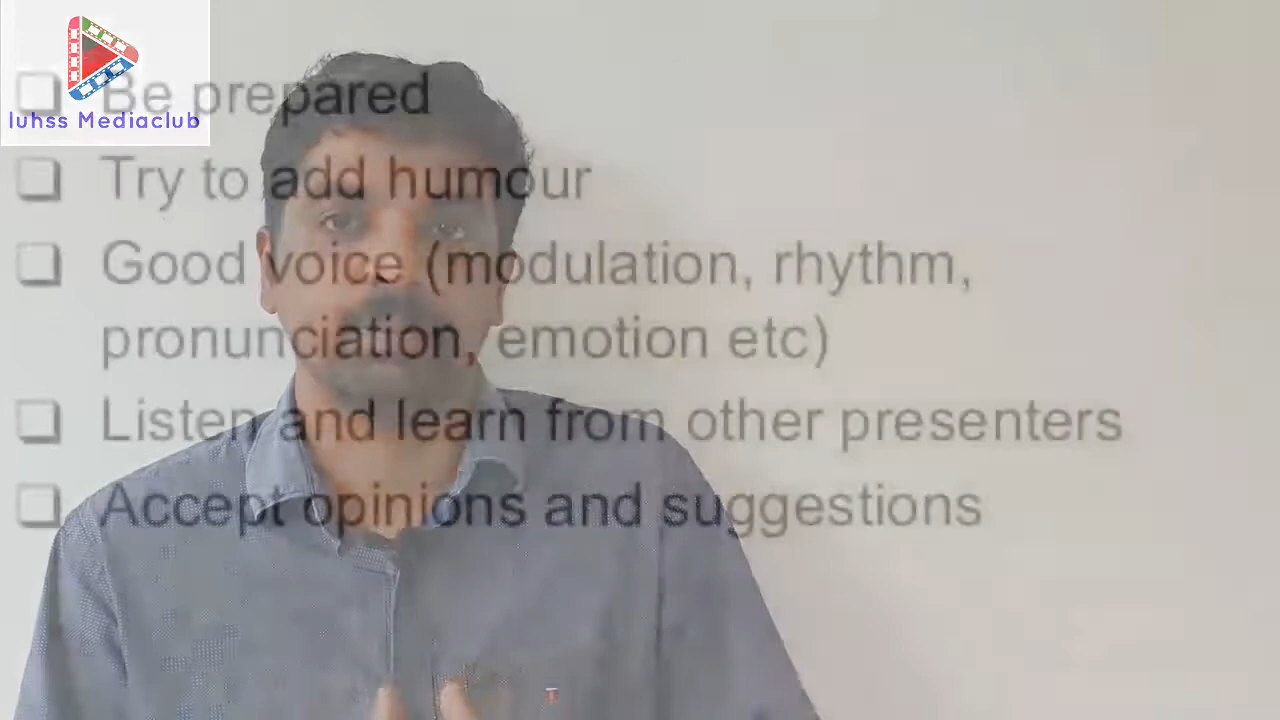 luhss Mediaclub
Be prepared
Try to add humour
Good voice (modulation, rhythm,
pronunciation, emotion etc)
Listen and learn from other presenters
Accept opinions and suggestions